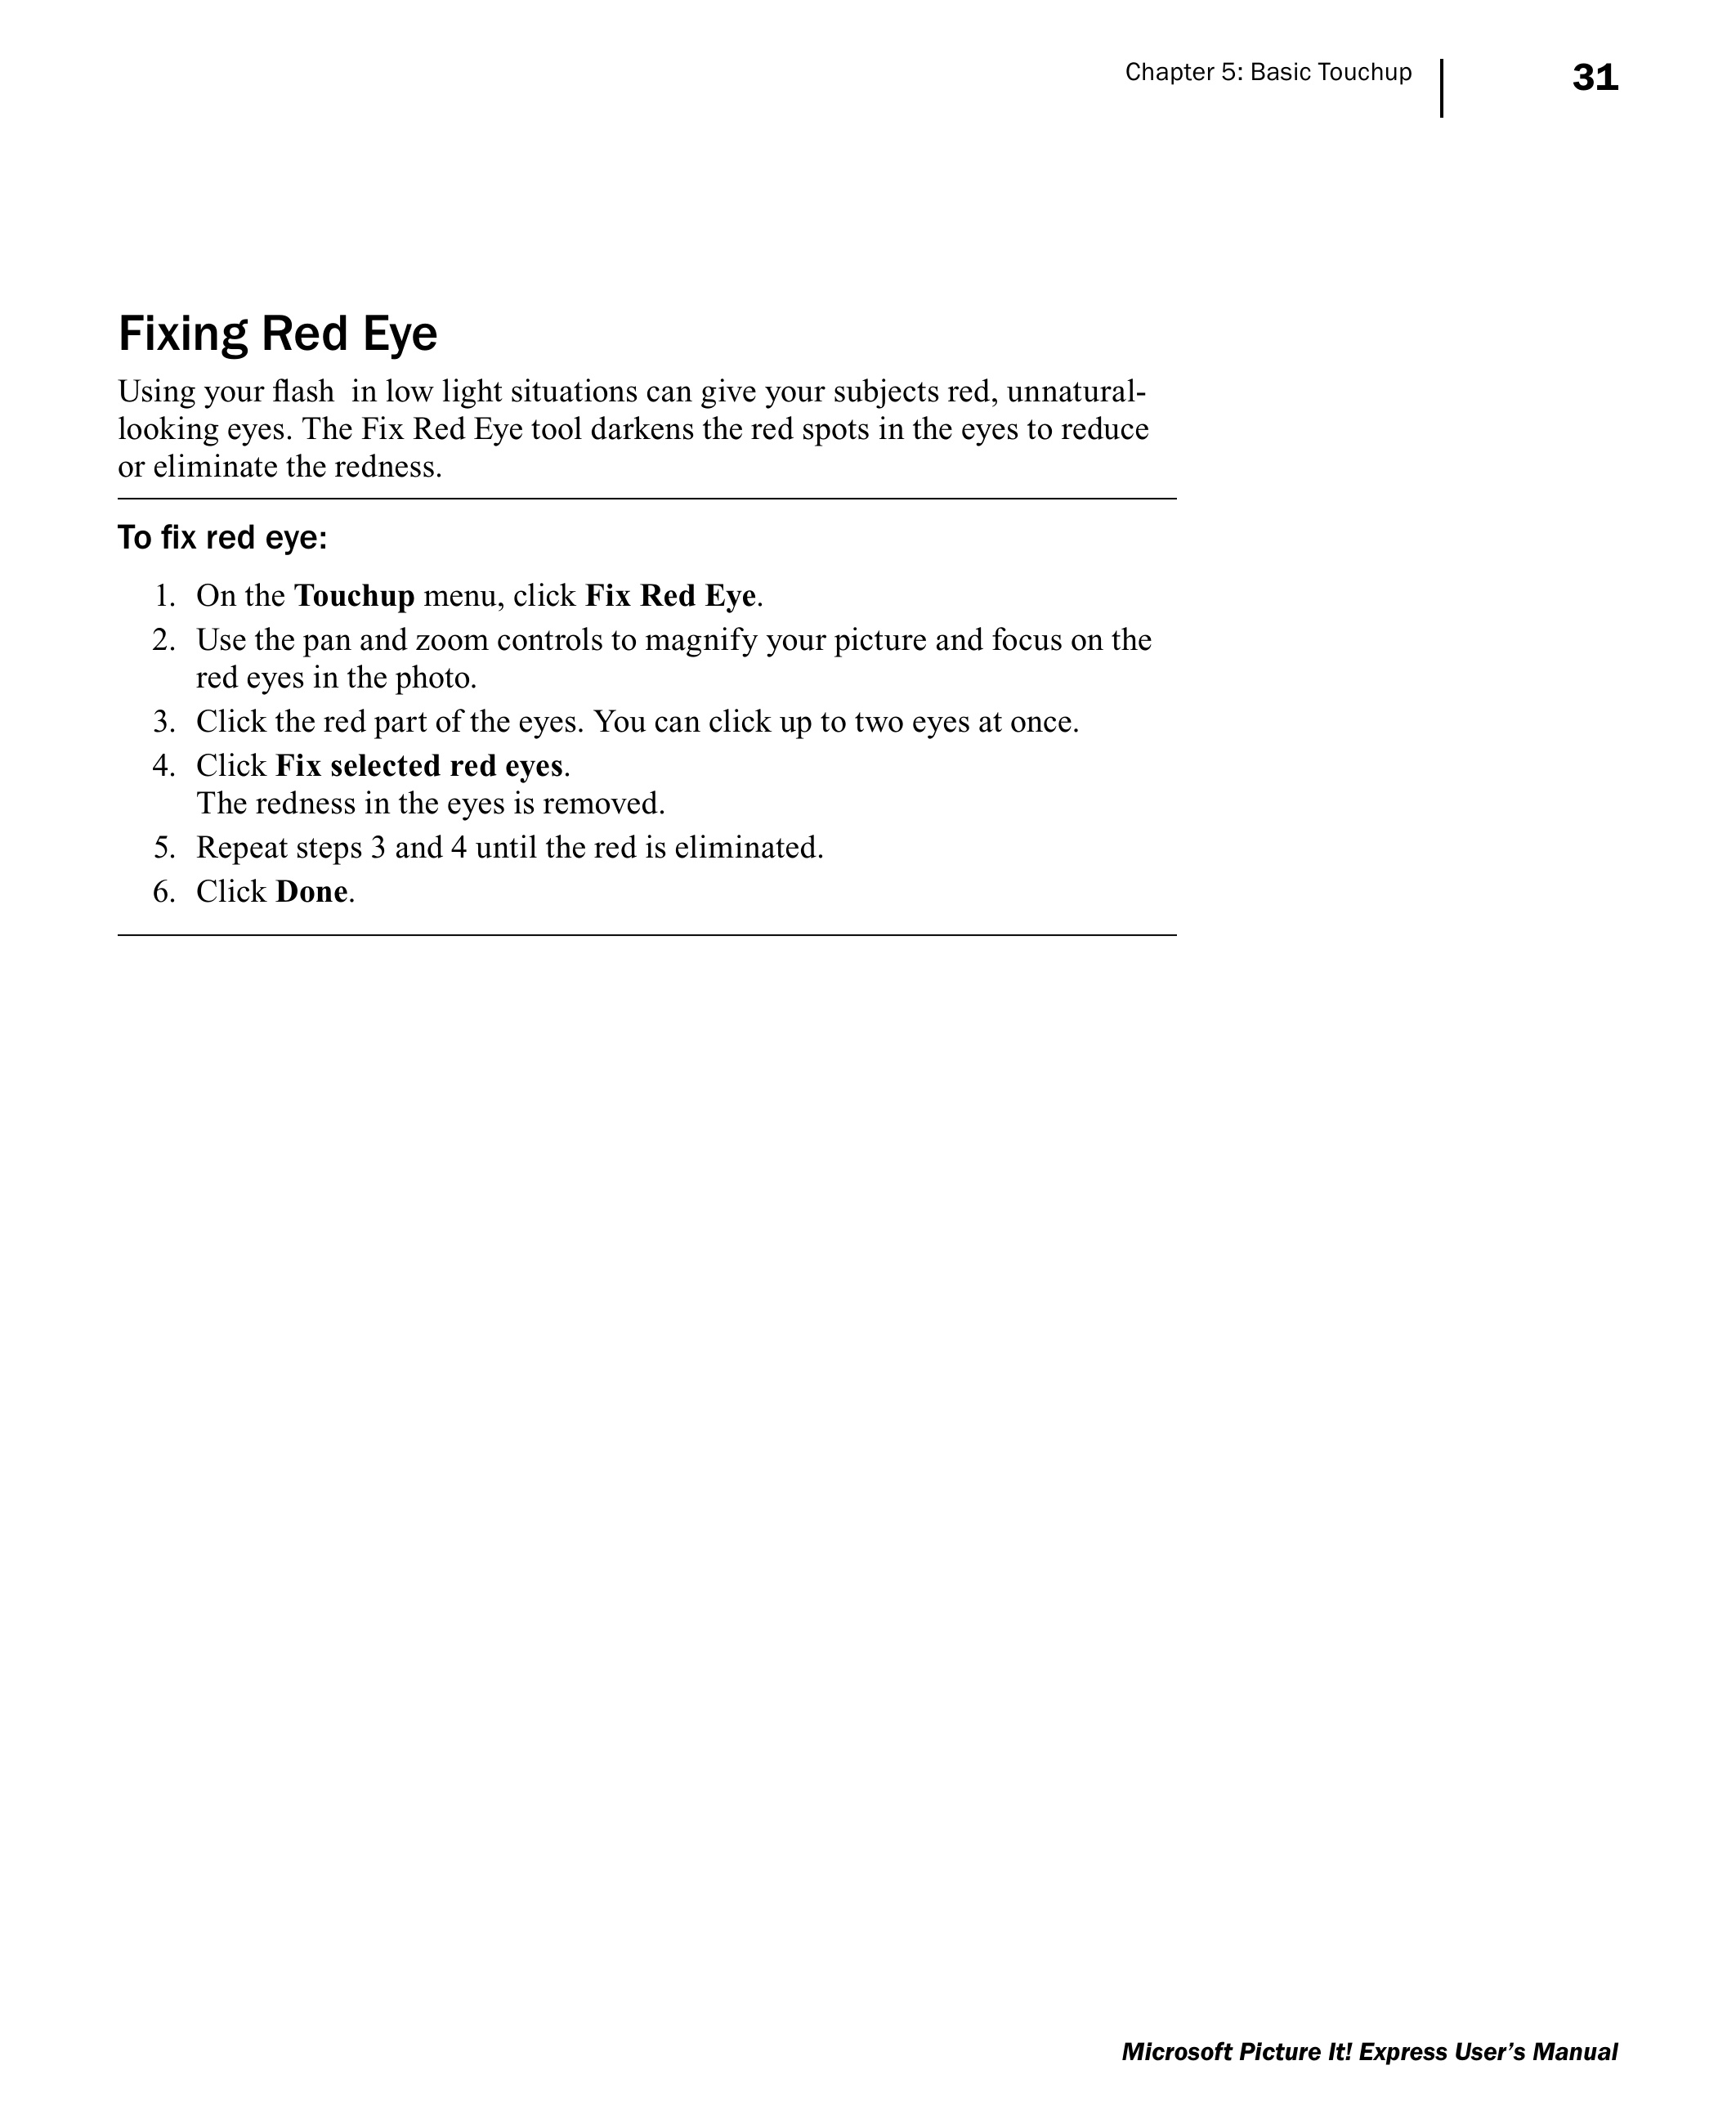 Chapter 5: Basic Touchup
31
Fixing Red Eye
Using your flash  in low light situations can give your subjects red, unnatural-
looking eyes. The Fix Red Eye tool darkens the red spots in the eyes to reduce
or eliminate the redness.
To fix red eye:
1. On the Touchup menu, click Fix Red Eye.
2. Use the pan and zoom controls to magnify your picture and focus on the
red eyes in the photo.
3. Click the red part of the eyes. You can click up to two eyes at once.
4. Click Fix selected red eyes.
The redness in the eyes is removed.
5. Repeat steps 3 and 4 until the red is eliminated.
6. Click Done.
Microsoft Picture It! Express User’s Manual